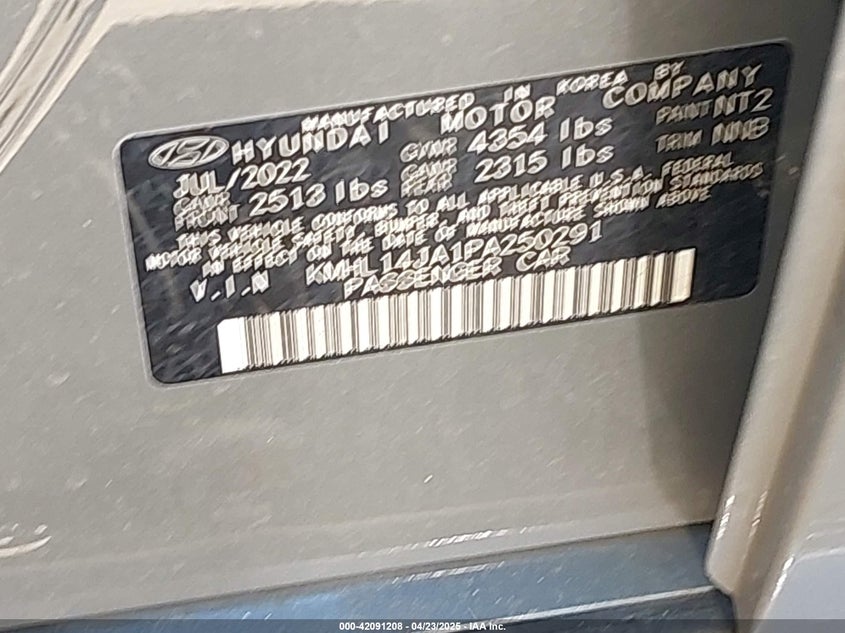 MANUFACTURED IN KOREA BY
HYUNDAI MOTOR COMPANY
JUL/2022 GVWR 4354 lbs PAINT NT2
GAWR FRONT 2513 lbs GAWR REAR 2315 lbs TRIM NNB
THIS VEHICLE CONFORMS TO ALL APPLICABLE U.S.A. FEDERAL
MOTOR VEHICLE SAFETY, BUMPER, AND THEFT PREVENTION STANDARDS
IN EFFECT ON THE DATE OF MANUFACTURE SHOWN ABOVE
V.I.N KMHL14JA1PA250291
PASSENGER CAR
000-42091208 - 04/23/2025 - IAA Inc.